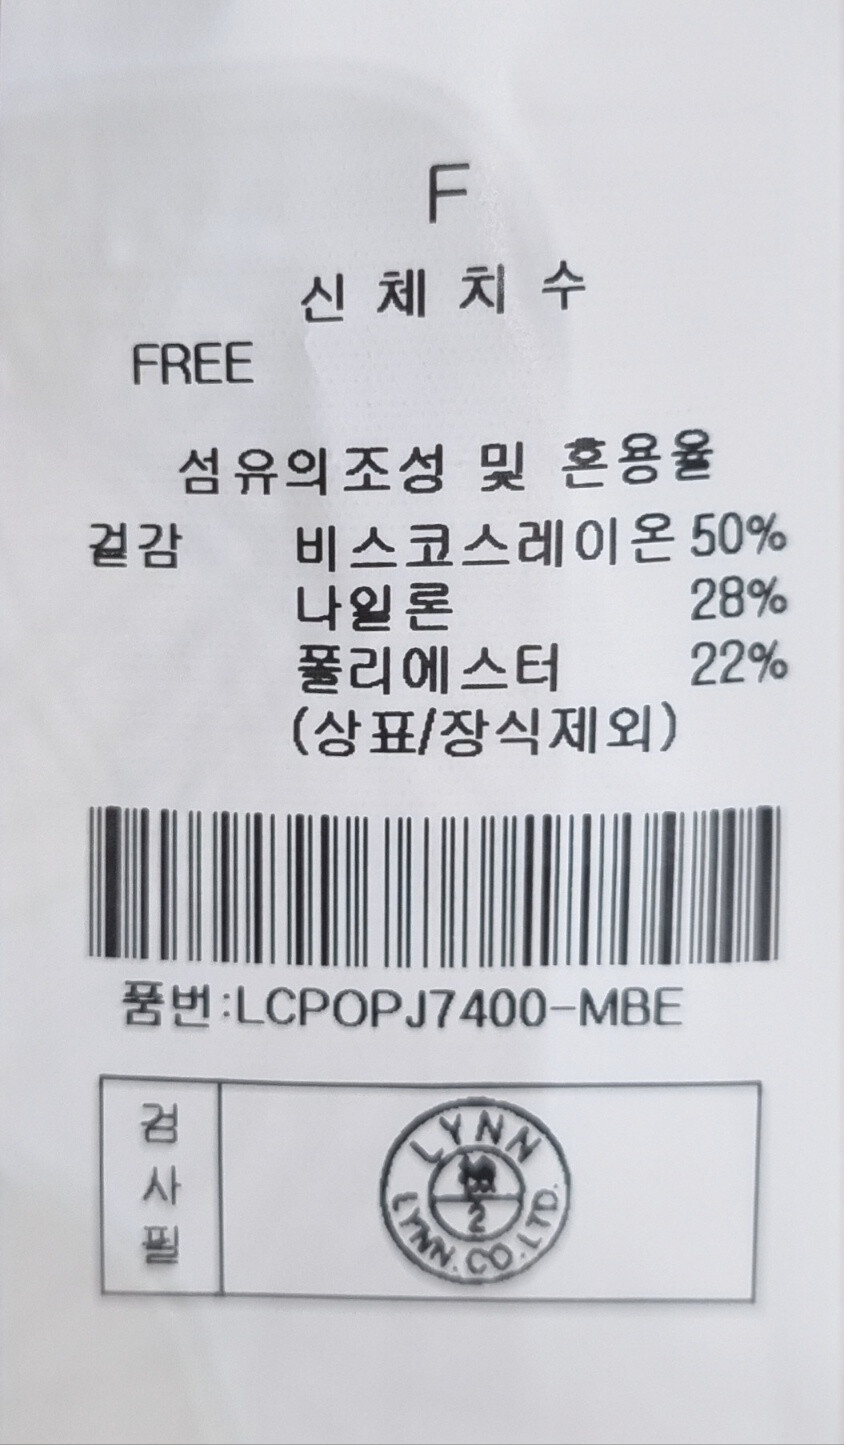 F
신체치수
FREE
섬유의조성 및 혼용율
겉감 비스코스레이온 50%
나일론 28%
폴리에스터 22%
(상표/장식제외)
품번:LCPOPJ7400-MBE
검사필
LYNN
2
LYNN.CO.LTD.